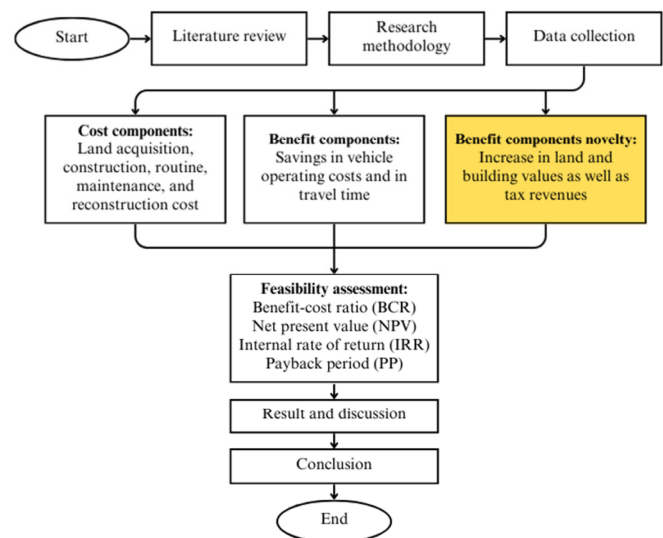 Start
Literature review
Research
methodology
Data collection
Cost components:
Land acquisition,
construction, routine,
maintenance, and
reconstruction cost
Benefit components:
Savings in vehicle
operating costs and in
travel time
Benefit components novelty:
Increase in land and
building values as well as
tax revenues
Feasibility assessment:
Benefit-cost ratio (BCR)
Net present value (NPV)
Internal rate of return (IRR)
Payback period (PP)
Result and discussion
Conclusion
End